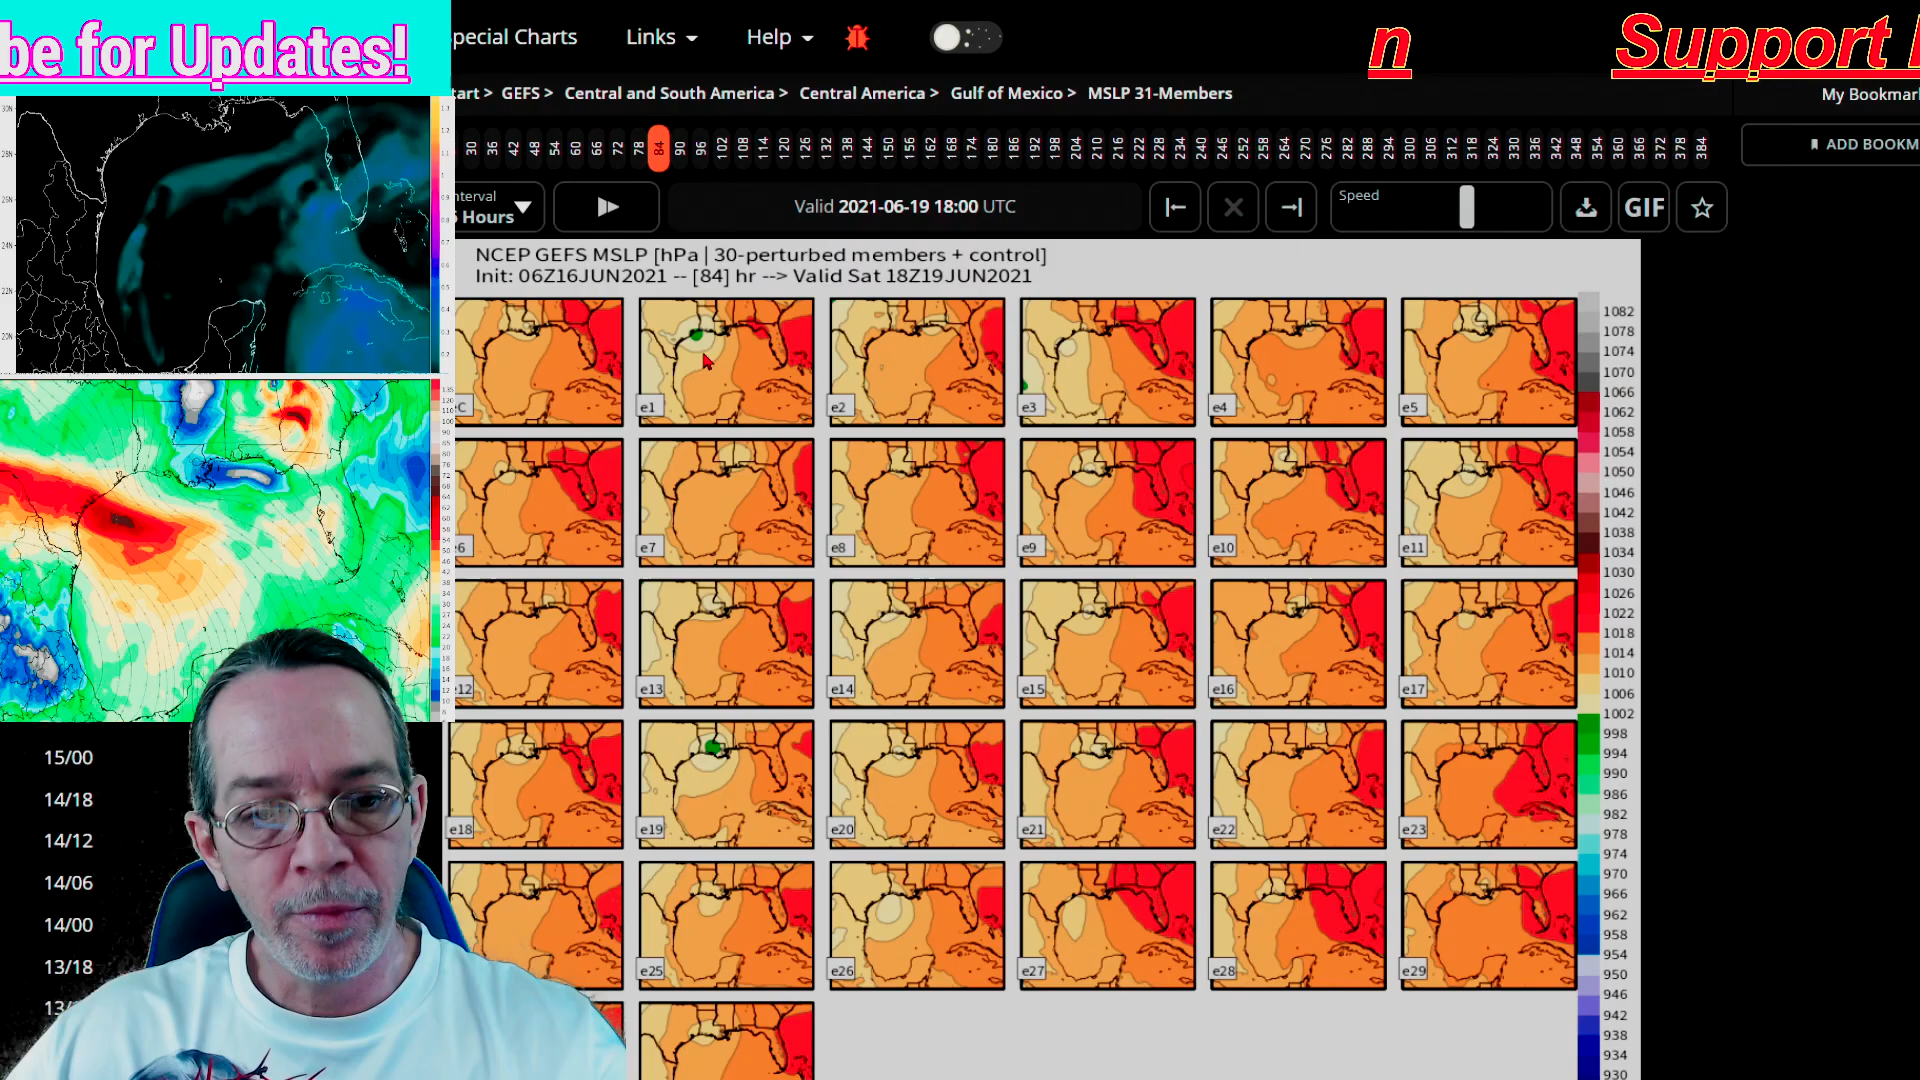 be for Updates!
pecial Charts
Links
Help
n
Support
tart > GEFS > Central and South America > Central America > Gulf of Mexico > MSLP 31-Members
My Bookmar
30 36 42 48 54 60 66 72 78 84 90 96 102 108 114 120 126 132 138 144 150 156 162 168 174 180 186 192 198 204 210 216 222 228 234 240 246 252 258 264 270 276 282 288 294 300 306 312 318 324 330 336 342 348 354 360 366 372 378 384
ADD BOOKM
nterval
Hours
Valid 2021-06-19 18:00 UTC
Speed
GIF
NCEP GEFS MSLP [hPa | 30-perturbed members + control]
Init: 06Z16JUN2021 -- [84] hr --> Valid Sat 18Z19JUN2021
C e1 e2 e3 e4 e5
e6 e7 e8 e9 e10 e11
12 e13 e14 e15 e16 e17
e18 e19 e20 e21 e22 e23
e25 e26 e27 e28 e29
1082
1078
1074
1070
1066
1062
1058
1054
1050
1046
1042
1038
1034
1030
1026
1022
1018
1014
1010
1006
1002
998
994
990
986
982
978
974
970
966
962
958
954
950
946
942
938
934
930
30N
28N
26N
24N
22N
20N
15/00
14/18
14/12
14/06
14/00
13/18
13/